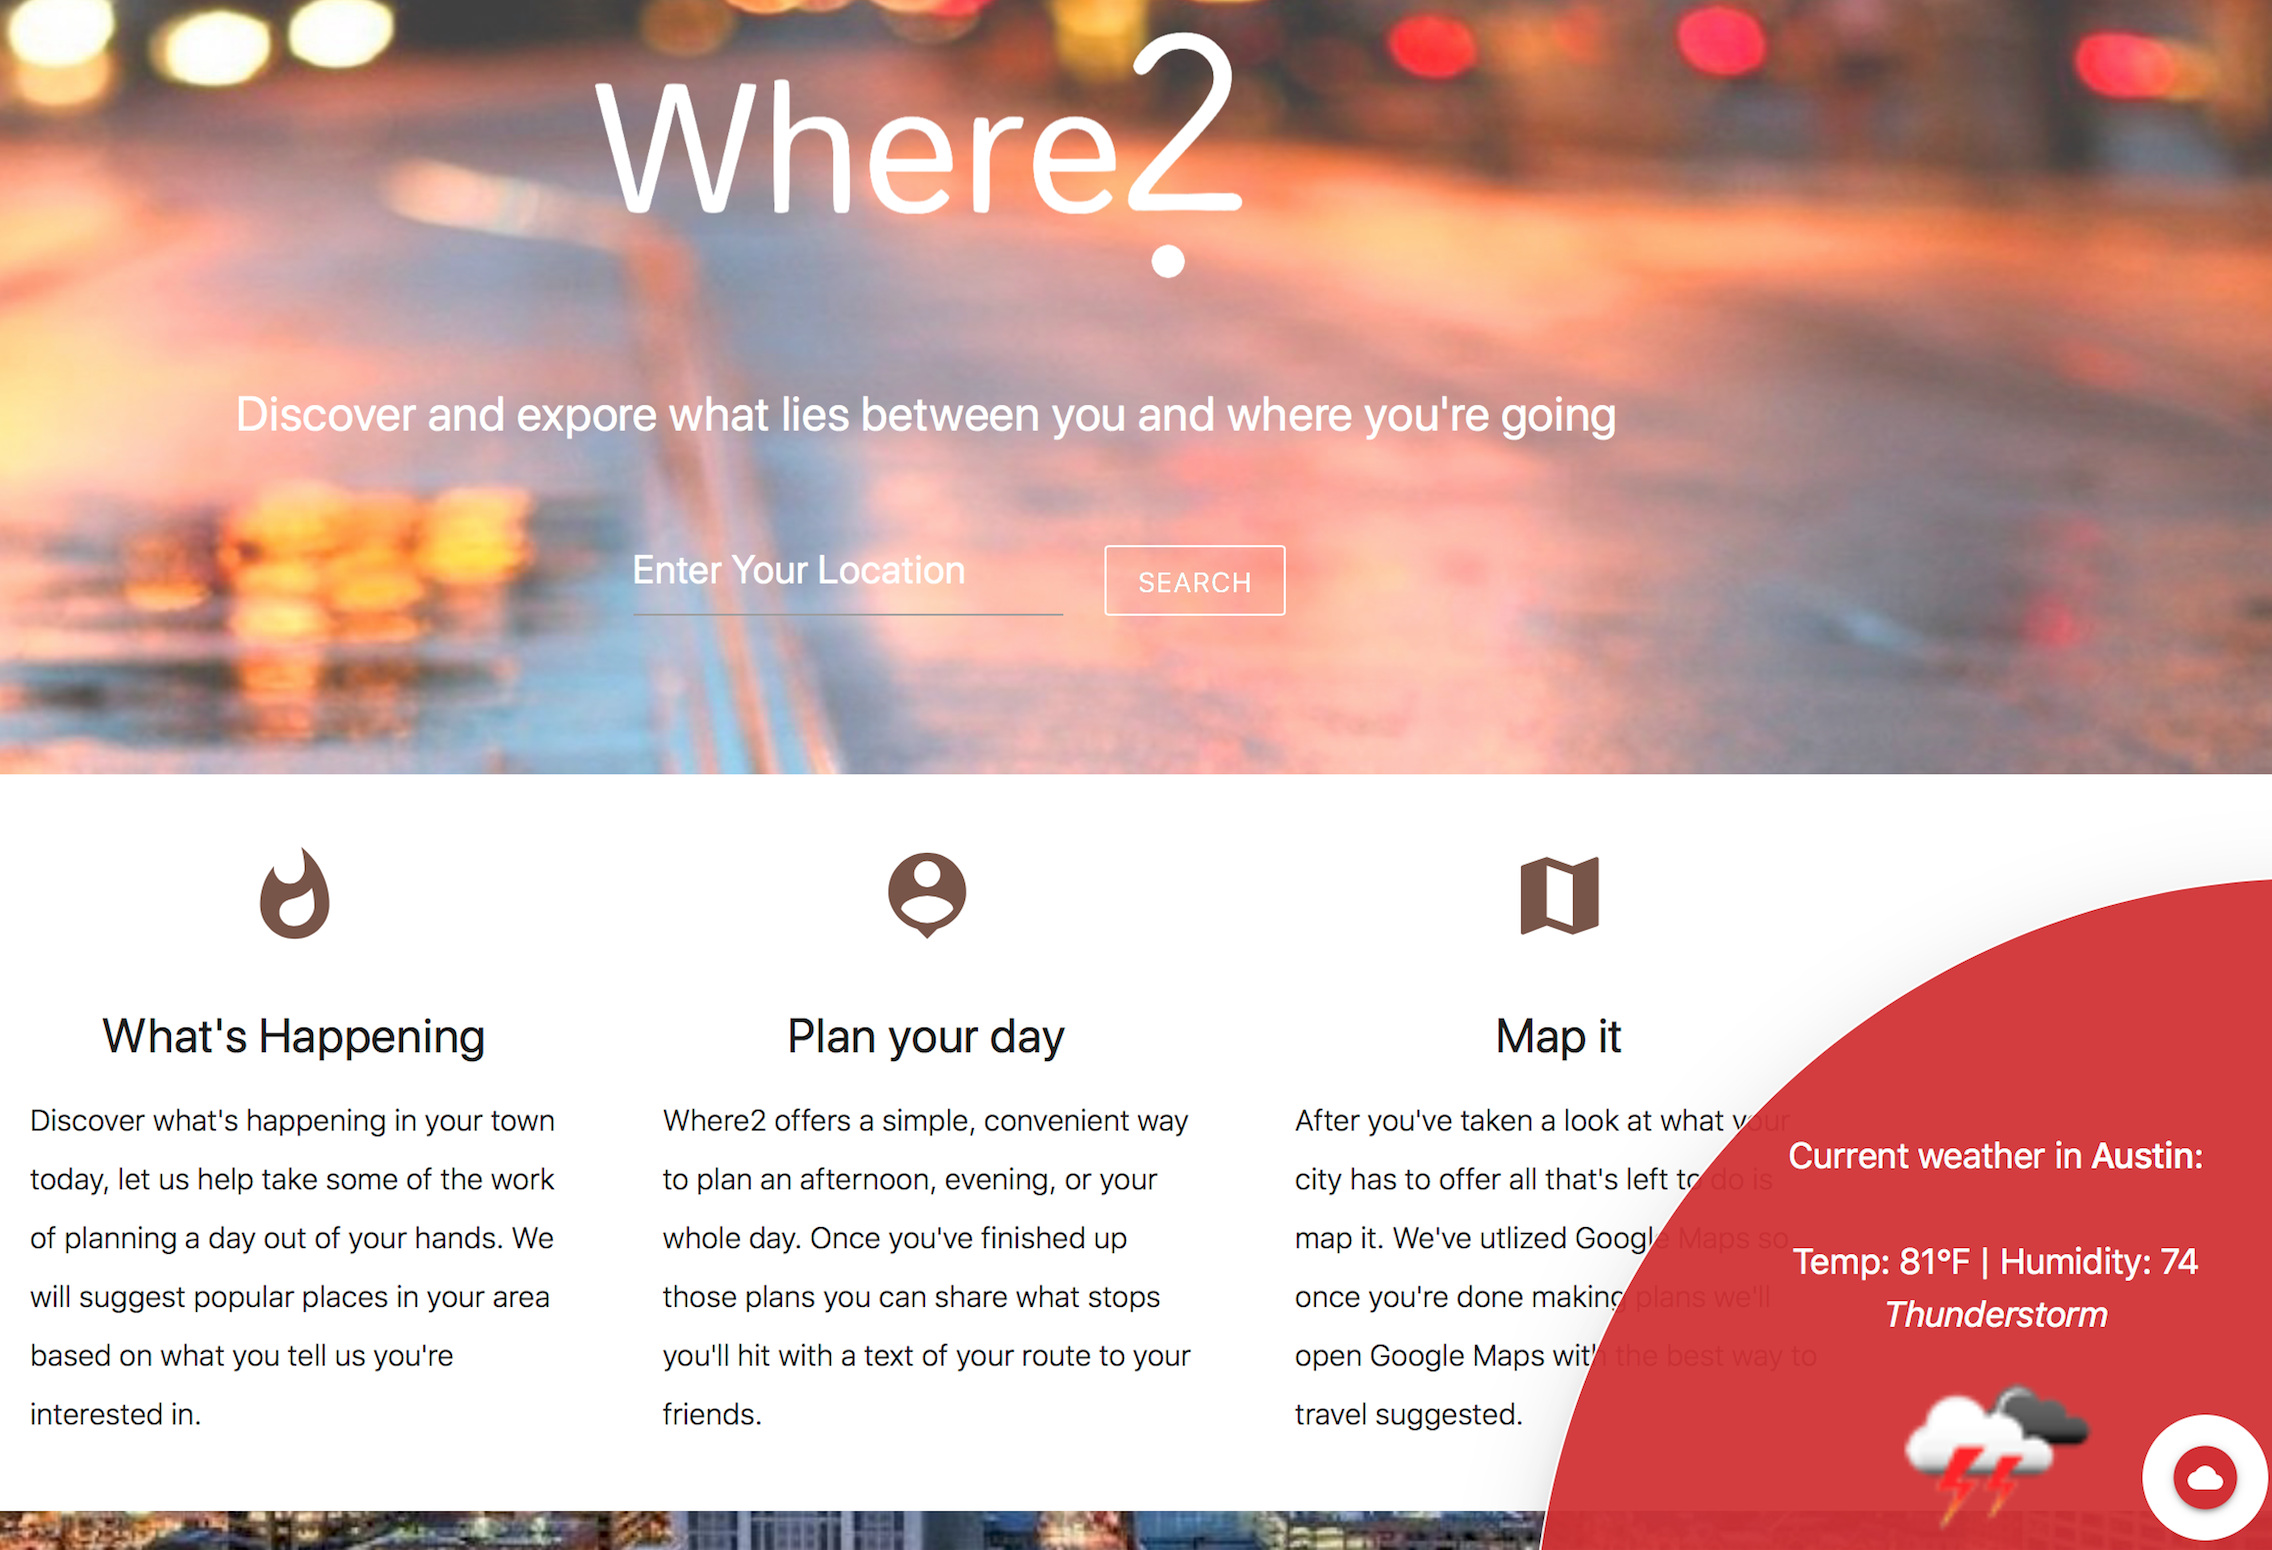 Where2
Discover and expore what lies between you and where you're going
Enter Your Location
SEARCH
What's Happening
Discover what's happening in your town
today, let us help take some of the work
of planning a day out of your hands. We
will suggest popular places in your area
based on what you tell us you're
interested in.
Plan your day
Where2 offers a simple, convenient way
to plan an afternoon, evening, or your
whole day. Once you've finished up
those plans you can share what stops
you'll hit with a text of your route to your
friends.
Map it
After you've taken a look at what your
city has to offer all that's left to do is
map it. We've utlized Google Maps so
once you're done making plans we'll
open Google Maps with the best way to
travel suggested.
Current weather in Austin:
Temp: 81°F | Humidity: 74
Thunderstorm